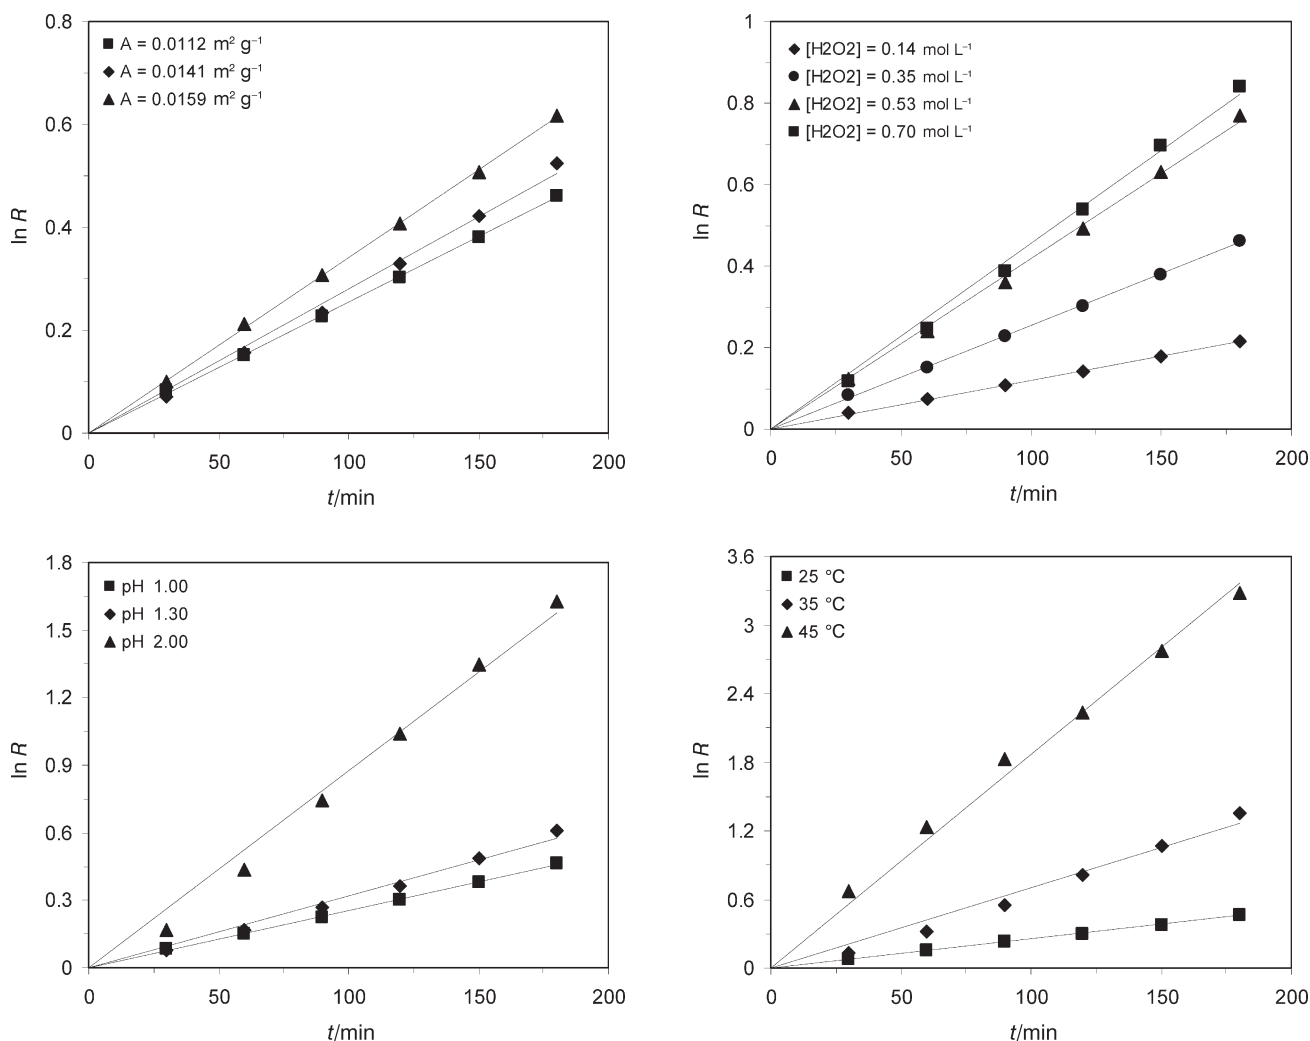 0.8
0.6
0.4
0.2
0
ln R
A = 0.0112 m² g⁻¹
A = 0.0141 m² g⁻¹
A = 0.0159 m² g⁻¹
0 50 100 150 200
t/min
1
0.8
0.6
0.4
0.2
0
ln R
[H2O2] = 0.14 mol L⁻¹
[H2O2] = 0.35 mol L⁻¹
[H2O2] = 0.53 mol L⁻¹
[H2O2] = 0.70 mol L⁻¹
0 50 100 150 200
t/min
1.8
1.5
1.2
0.9
0.6
0.3
0
ln R
pH 1.00
pH 1.30
pH 2.00
0 50 100 150 200
t/min
3.6
3
2.4
1.8
1.2
0.6
0
ln R
25 °C
35 °C
45 °C
0 50 100 150 200
t/min